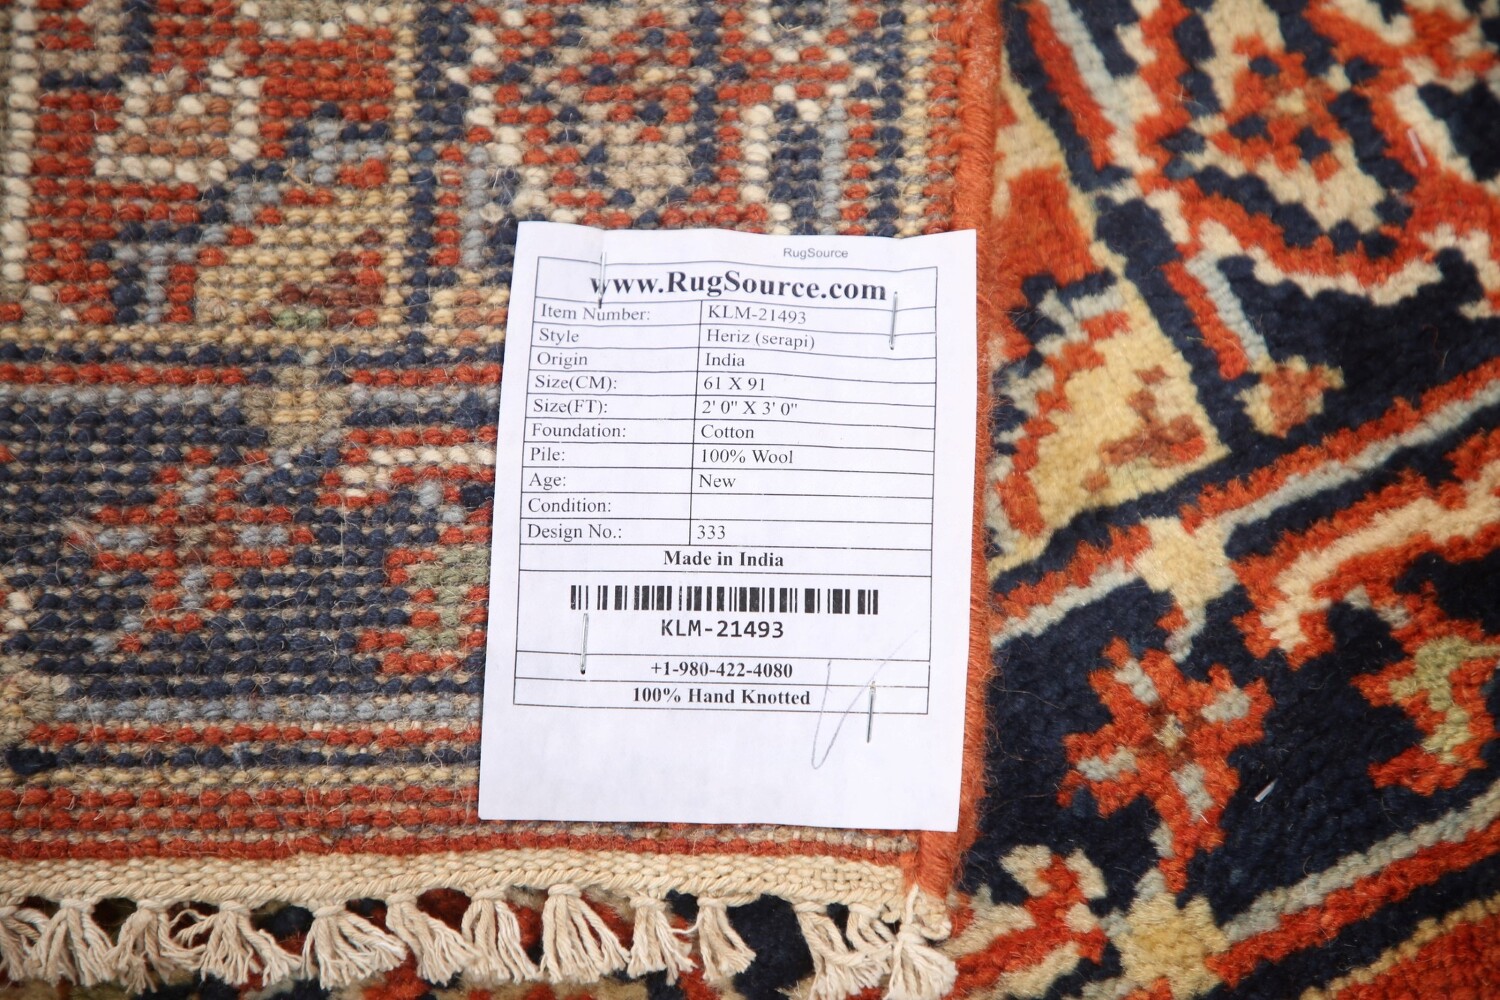 RugSource
www.RugSource.com
Item Number: KLM-21493
Style Heriz (serapi)
Origin India
Size(CM): 61 X 91
Size(FT): 2' 0" X 3' 0"
Foundation: Cotton
Pile: 100% Wool
Age: New
Condition:
Design No.: 333
Made in India
KLM-21493
+1-980-422-4080
100% Hand Knotted